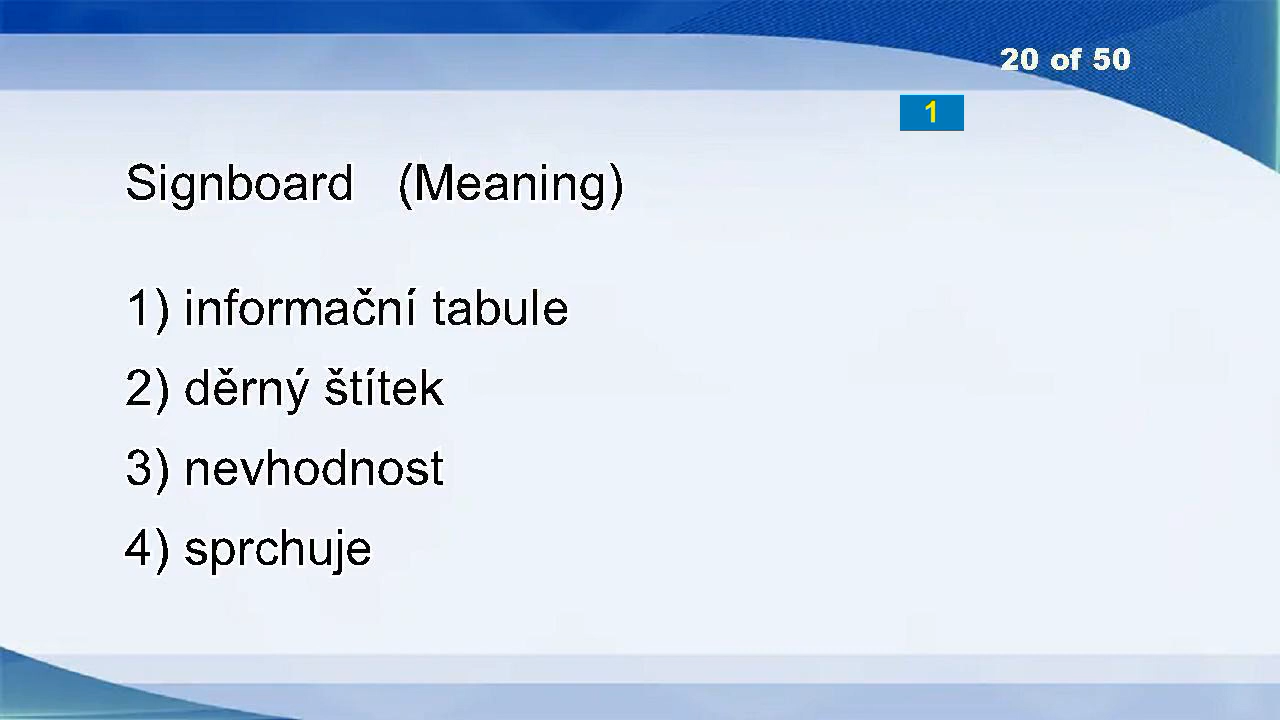 20 of 50
1
Signboard (Meaning)
1) informační tabule
2) děrný štítek
3) nevhodnost
4) sprchuje